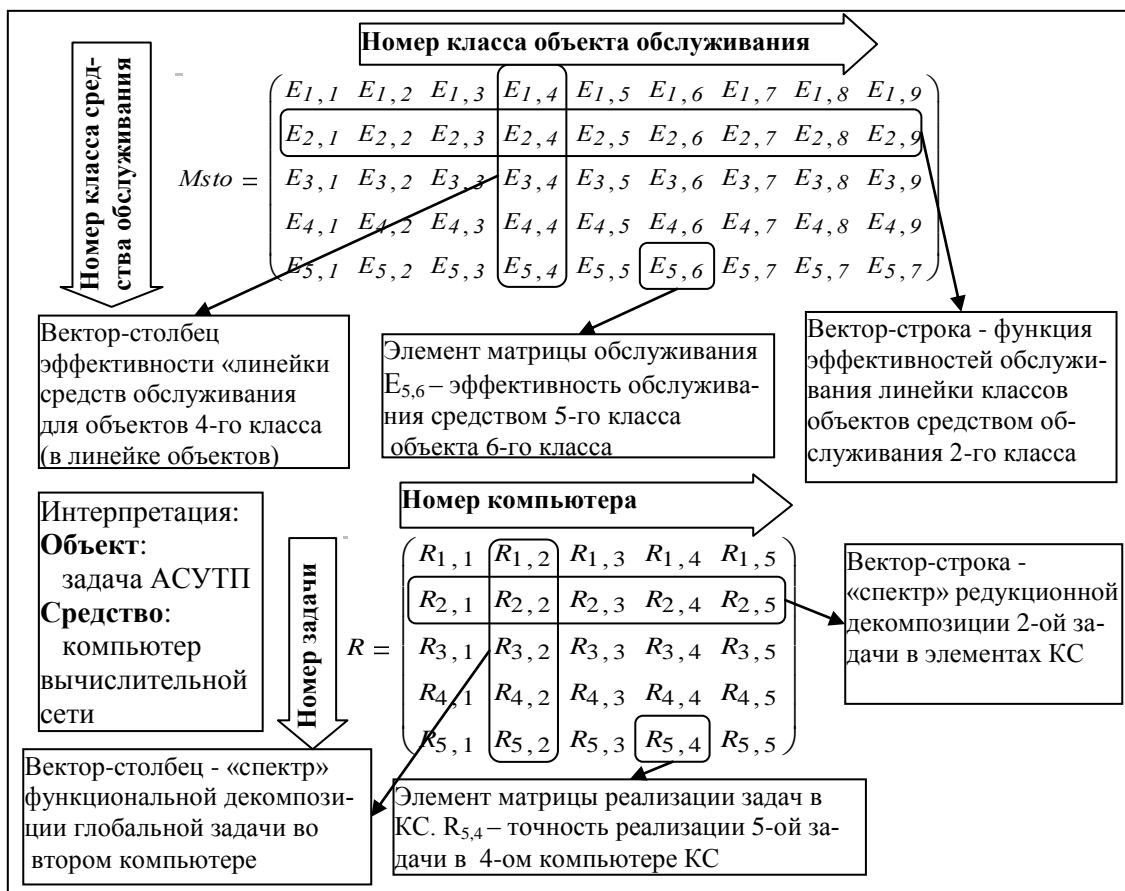 Номер класса объекта обслуживания
Номер класса сред-
ства обслуживания
E1,1 E1,2 E1,3 E1,4 E1,5 E1,6 E1,7 E1,8 E1,9
E2,1 E2,2 E2,3 E2,4 E2,5 E2,6 E2,7 E2,8 E2,9
Msto = E3,1 E3,2 E3,3 E3,4 E3,5 E3,6 E3,7 E3,8 E3,9
E4,1 E4,2 E4,3 E4,4 E4,5 E4,6 E4,7 E4,8 E4,9
E5,1 E5,2 E5,3 E5,4 E5,5 E5,6 E5,7 E5,7 E5,7
Вектор-столбец
эффективности «линейки
средств обслуживания
для объектов 4-го класса
(в линейке объектов)
Элемент матрицы обслуживания
E5,6 – эффективность обслужива-
ния средством 5-го класса
объекта 6-го класса
Вектор-строка - функция
эффективностей обслужи-
вания линейки классов
объектов средством об-
служивания 2-го класса
Интерпретация:
Объект:
задача АСУТП
Средство:
компьютер
вычислительной
сети
Номер компьютера
Номер задачи
R1,1 R1,2 R1,3 R1,4 R1,5
R2,1 R2,2 R2,3 R2,4 R2,5
R = R3,1 R3,2 R3,3 R3,4 R3,5
R4,1 R4,2 R4,3 R4,4 R4,5
R5,1 R5,2 R5,3 R5,4 R5,5
Вектор-строка -
«спектр» редукционной
декомпозиции 2-ой за-
дачи в элементах КС
Вектор-столбец - «спектр»
функциональной декомпози-
ции глобальной задачи во
втором компьютере
Элемент матрицы реализации задач в
КС. R5,4 – точность реализации 5-ой за-
дачи в 4-ом компьютере КС